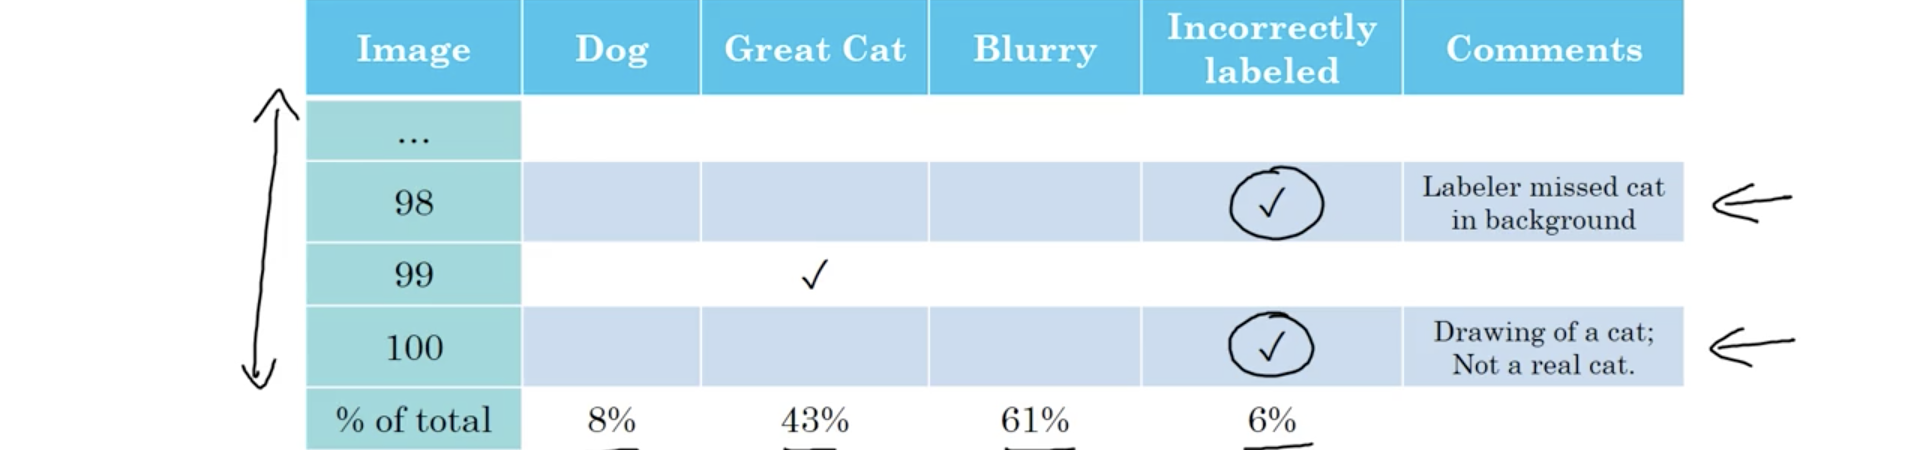 Image Dog Great Cat Blurry Incorrectly labeled Comments
...
98 ✓ Labeler missed cat in background
99 ✓
100 ✓ Drawing of a cat; Not a real cat.
% of total 8% 43% 61% 6%